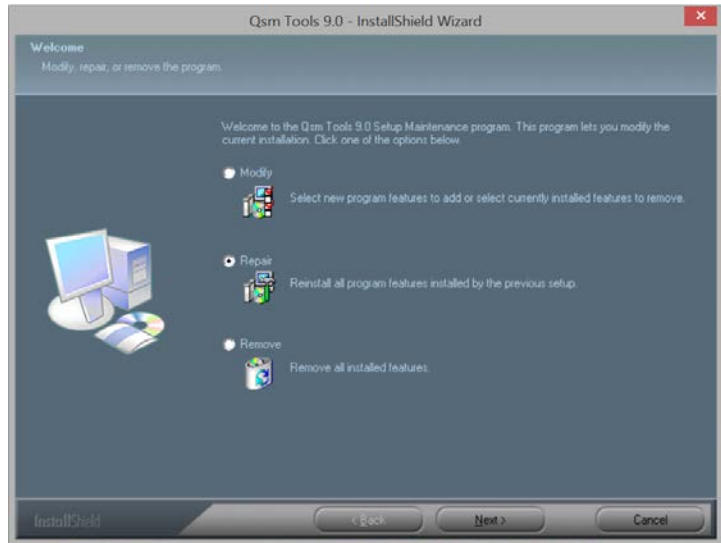 Qsm Tools 9.0 - InstallShield Wizard
Welcome
Modify, repair, or remove the program.
Welcome to the Qsm Tools 9.0 Setup Maintenance program. This program lets you modify the
current installation. Click one of the options below.
Modify
Select new program features to add or select currently installed features to remove.
Repair
Reinstall all program features installed by the previous setup.
Remove
Remove all installed features.
InstallShield
< Back
Next >
Cancel